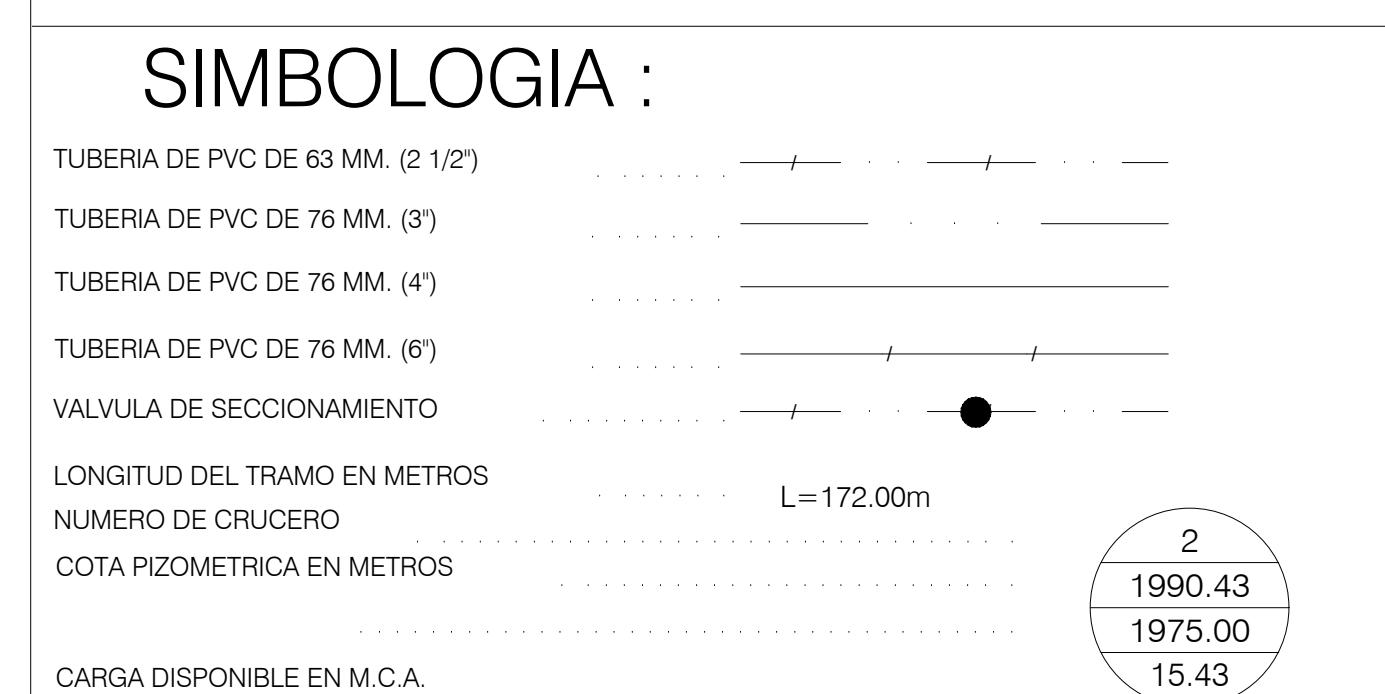 SIMBOLOGIA :
TUBERIA DE PVC DE 63 MM. (2 1/2")
TUBERIA DE PVC DE 76 MM. (3")
TUBERIA DE PVC DE 76 MM. (4")
TUBERIA DE PVC DE 76 MM. (6")
VALVULA DE SECCIONAMIENTO
LONGITUD DEL TRAMO EN METROS
L=172.00m
NUMERO DE CRUCERO
2
COTA PIZOMETRICA EN METROS
1990.43
1975.00
CARGA DISPONIBLE EN M.C.A.
15.43